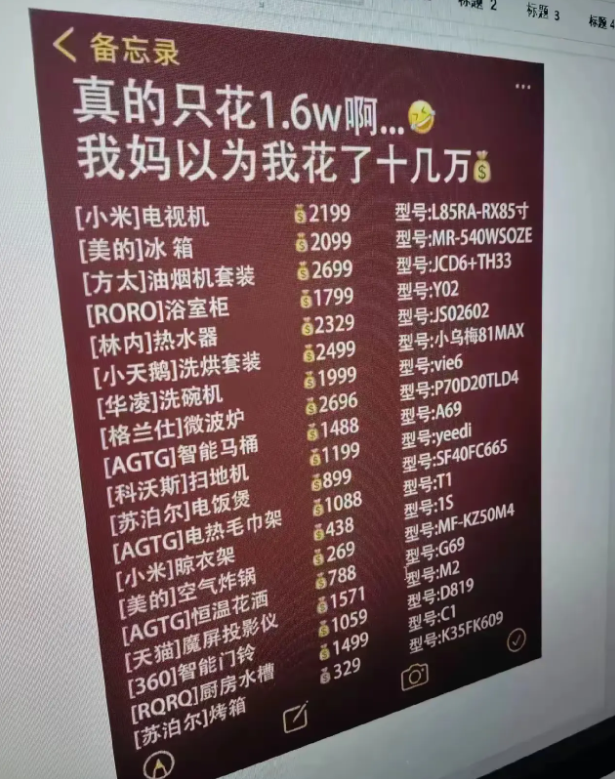 标题 2 标题 3 标题 4
备忘录
真的只花1.6w啊...🤣
我妈以为我花了十几万💰
[小米]电视机 💰2199 型号:L85RA-RX85寸
[美的]冰 箱 💰2099 型号:MR-540WSOZE
[方太]油烟机套装 💰2699 型号:JCD6+TH33
[RORO]浴室柜 💰1799 型号:Y02
[林内]热水器 💰2329 型号:JS02602
[小天鹅]洗烘套装 💰2499 型号:小乌梅81MAX
[华凌]洗碗机 💰1999 型号:vie6
[格兰仕]微波炉 💰2696 型号:P70D20TLD4
[AGTG]智能马桶 💰1488 型号:A69
[科沃斯]扫地机 💰1199 型号:yeedi
[苏泊尔]电饭煲 💰899 型号:SF40FC665
[AGTG]电热毛巾架 💰1088 型号:T1
[小米]晾衣架 💰438 型号:1S
[美的]空气炸锅 💰269 型号:MF-KZ50M4
[AGTG]恒温花洒 💰788 型号:G69
[天猫]魔屏投影仪 💰1571 型号:M2
[360]智能门铃 💰1059 型号:D819
[RQRQ]厨房水槽 💰1499 型号:C1
[苏泊尔]烤箱 💰329 型号:K35FK609